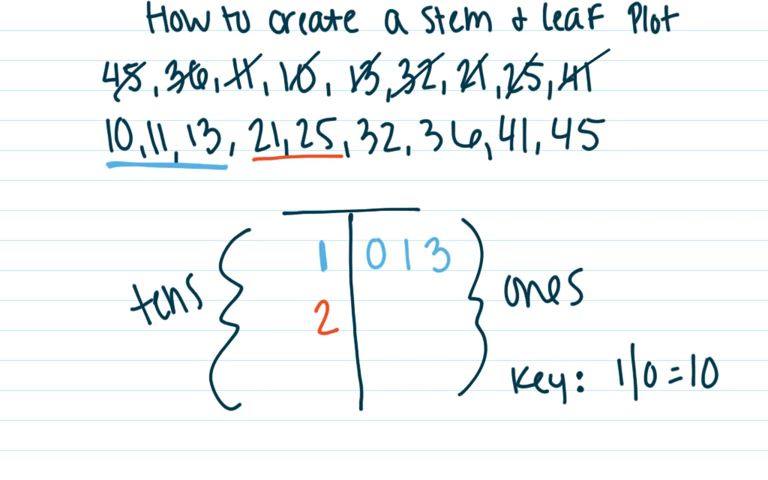 How to create a stem & leaf Plot
45, 36, 11, 10, 13, 32, 21, 25, 41
10, 11, 13, 21, 25, 32, 36, 41, 45
1 0 1 3
tens ones
2
Key: 1|0 = 10